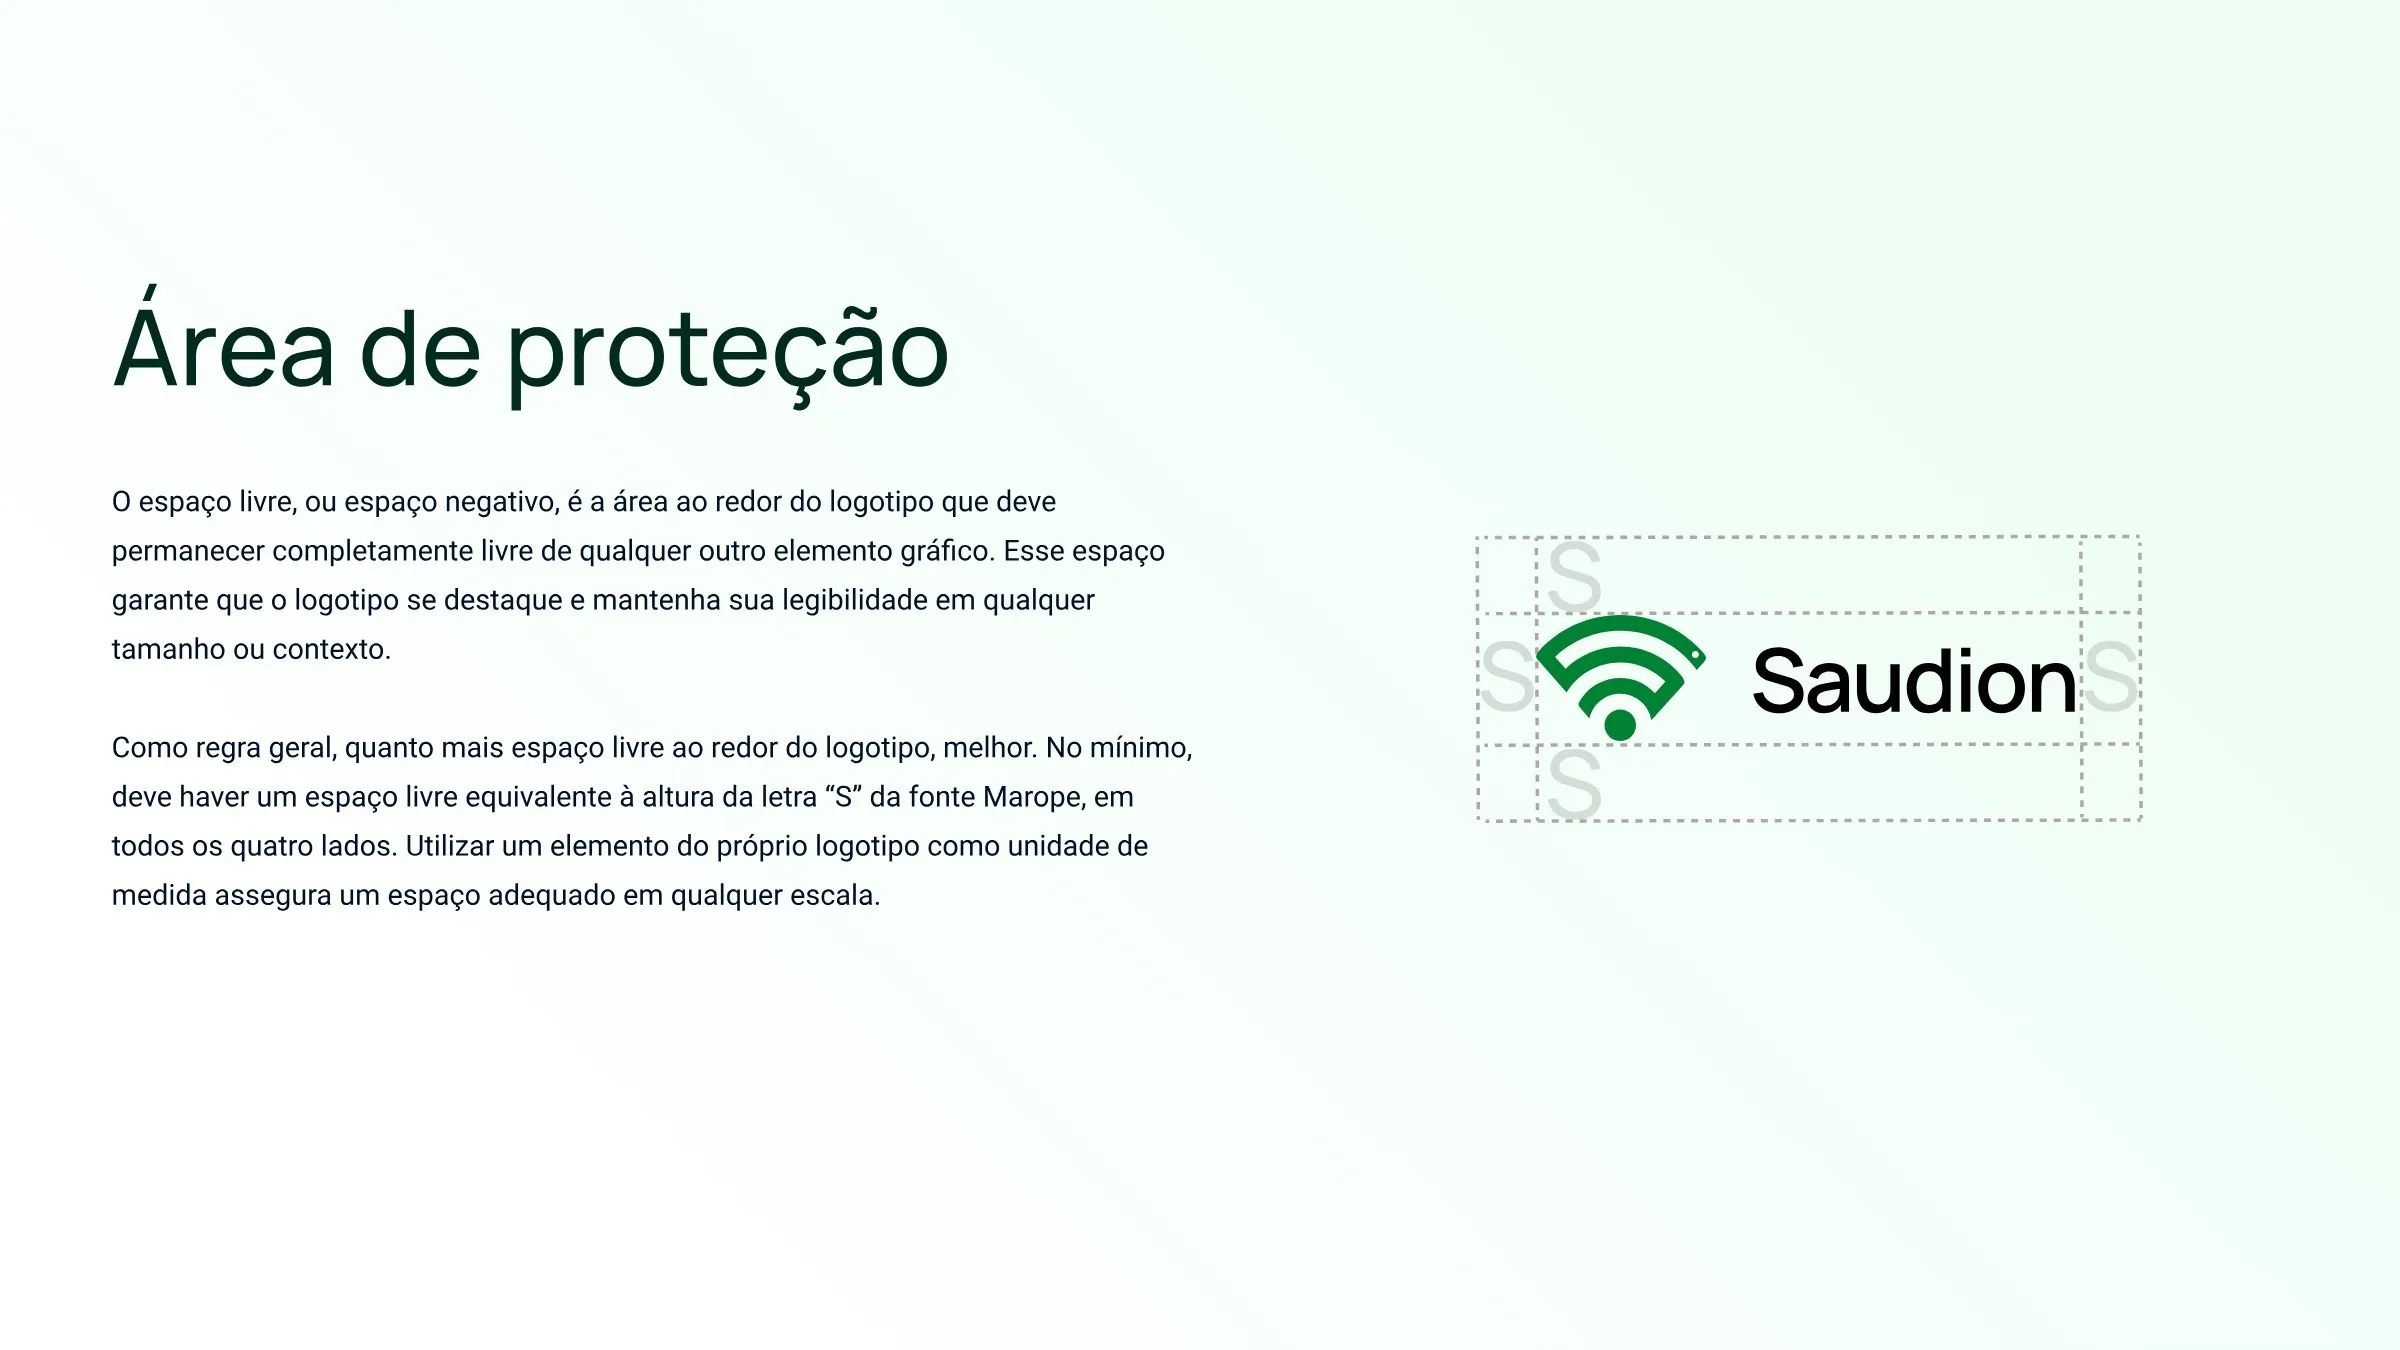 Área de proteção
O espaço livre, ou espaço negativo, é a área ao redor do logotipo que deve
permanecer completamente livre de qualquer outro elemento gráfico. Esse espaço
garante que o logotipo se destaque e mantenha sua legibilidade em qualquer
tamanho ou contexto.
Como regra geral, quanto mais espaço livre ao redor do logotipo, melhor. No mínimo,
deve haver um espaço livre equivalente à altura da letra “S” da fonte Marope, em
todos os quatro lados. Utilizar um elemento do próprio logotipo como unidade de
medida assegura um espaço adequado em qualquer escala.
S
S Saudion S
S